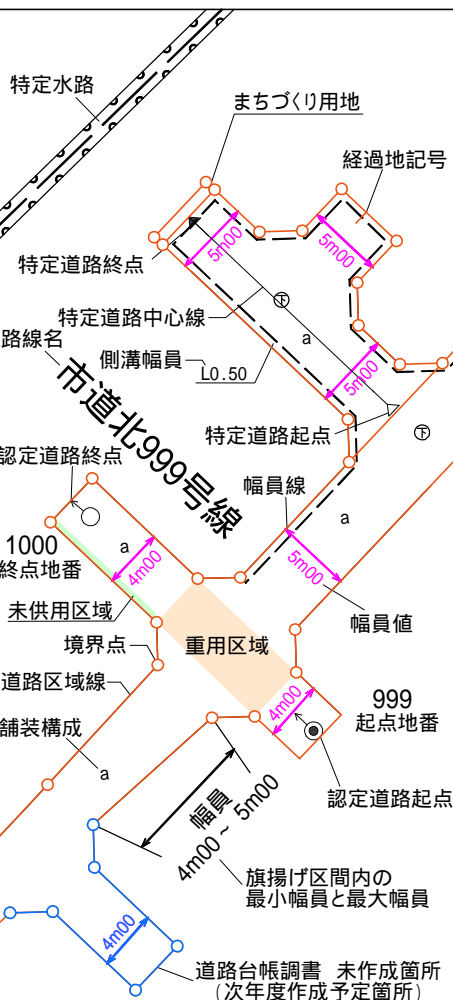 特定水路
まちづくり用地
経過地記号
5m00
5m00
特定道路終点
下
特定道路中心線
a
路線名
側溝幅員
L0.50
5m00
市道北999号線
特定道路起点
下
認定道路終点
幅員線
a
a
1000
終点地番
4m00
5m00
未供用区域
幅員値
境界点
重用区域
道路区域線
4m00
999
起点地番
舗装構成
a
認定道路起点
幅員
4m00~5m00
旗揚げ区間内の
最小幅員と最大幅員
4m00
道路台帳調書 未作成箇所
(次年度作成予定箇所)